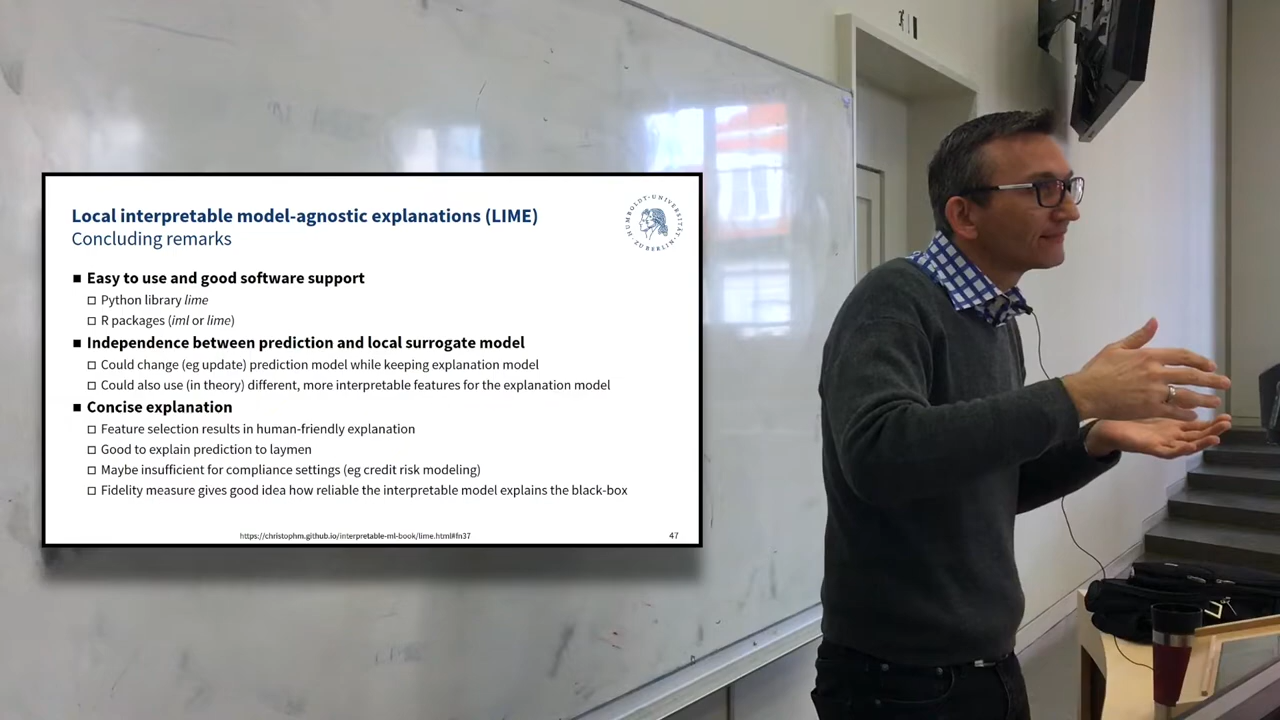 Local interpretable model-agnostic explanations (LIME)
Concluding remarks
HUMBOLDT-UNIVERSITÄT
ZU BERLIN
Easy to use and good software support
Python library lime
R packages (iml or lime)
Independence between prediction and local surrogate model
Could change (eg update) prediction model while keeping explanation model
Could also use (in theory) different, more interpretable features for the explanation model
Concise explanation
Feature selection results in human-friendly explanation
Good to explain prediction to laymen
Maybe insufficient for compliance settings (eg credit risk modeling)
Fidelity measure gives good idea how reliable the interpretable model explains the black-box
https://christophm.github.io/interpretable-ml-book/lime.html#fn37
47